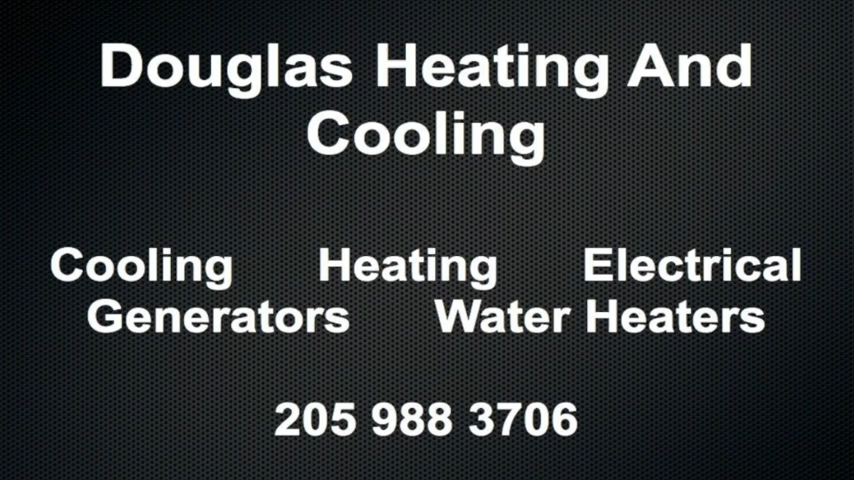 Douglas Heating And
Cooling
Cooling Heating Electrical
Generators Water Heaters
205 988 3706